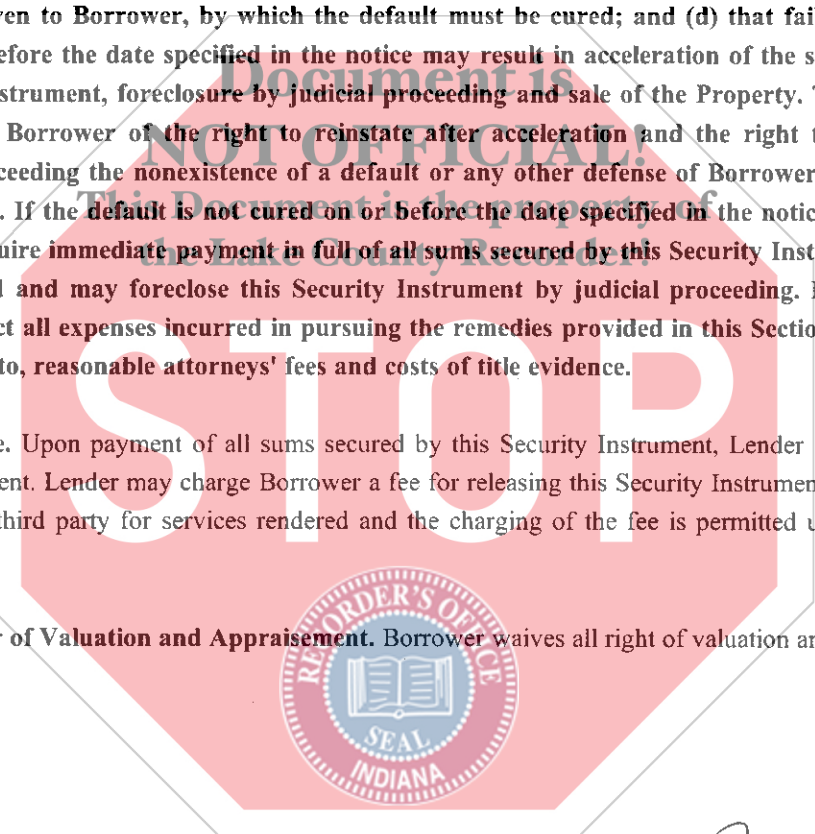 ven to Borrower, by which the default must be cured; and (d) that fail
efore the date specified in the notice may result in acceleration of the s
Document is
strument, foreclosure by judicial proceeding and sale of the Property. T
NOT OFFICIAL!
Borrower of the right to reinstate after acceleration and the right t
ceeding the nonexistence of a default or any other defense of Borrower
This Document is the property of
. If the default is not cured on or before the date specified in the notic
the Lake County Recorder!
uire immediate payment in full of all sums secured by this Security Inst
l and may foreclose this Security Instrument by judicial proceeding. 
ct all expenses incurred in pursuing the remedies provided in this Sectio
to, reasonable attorneys' fees and costs of title evidence.
STOP
e. Upon payment of all sums secured by this Security Instrument, Lender
ent. Lender may charge Borrower a fee for releasing this Security Instrumen
third party for services rendered and the charging of the fee is permitted u
r of Valuation and Appraisement. Borrower waives all right of valuation an
RECORDER'S OFFICE
SEAL
INDIANA